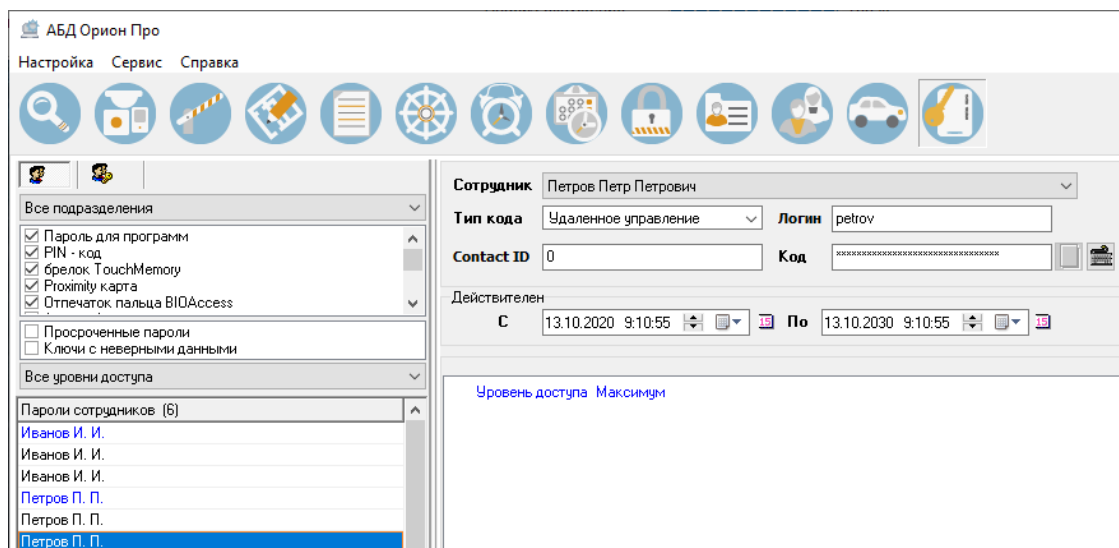 АБД Орион Про
Настройка Сервис Справка
Все подразделения
Пароль для программ
PIN - код
брелок TouchMemory
Proximity карта
Отпечаток пальца BIOAccess
Просроченные пароли
Ключи с неверными данными
Все уровни доступа
Пароли сотрудников (6)
Иванов И. И.
Иванов И. И.
Иванов И. И.
Петров П. П.
Петров П. П.
Петров П. П.
Сотрудник Петров Петр Петрович
Тип кода Удаленное управление Логин petrov
Contact ID 0 Код ********************************
Действителен
С 13.10.2020 9:10:55 15 По 13.10.2030 9:10:55 15
Уровень доступа Максимум